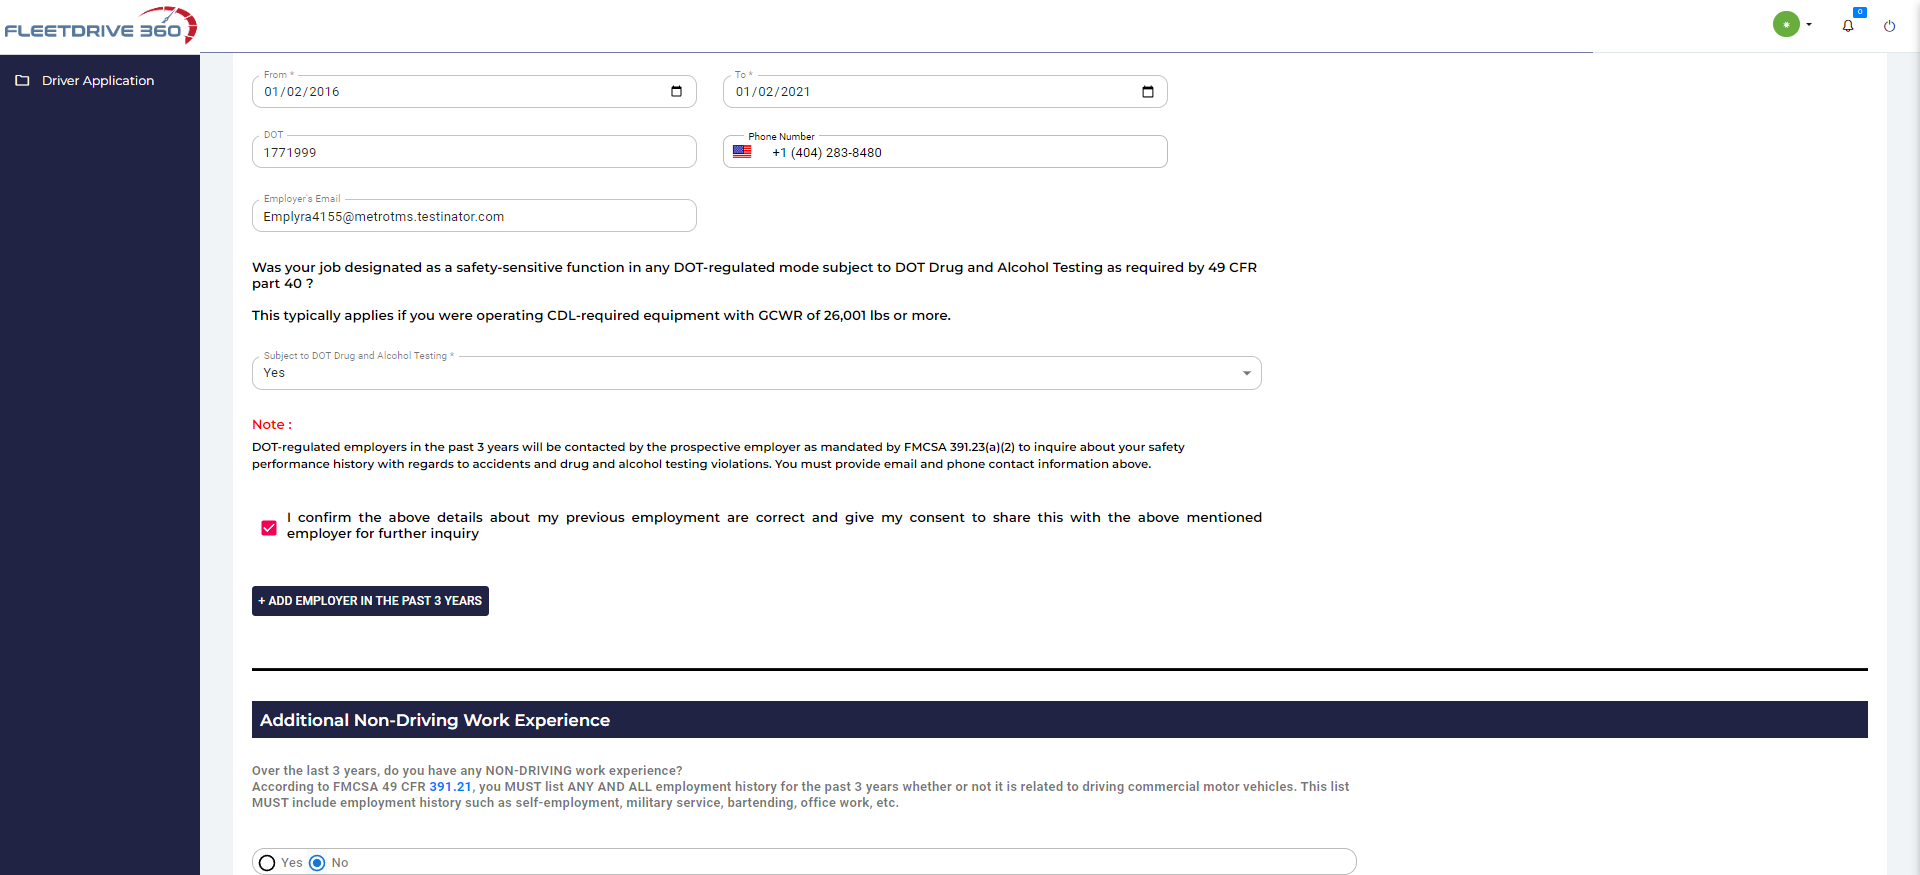 FLEETDRIVE 360
0
Driver Application
From *
01/02/2016
To *
01/02/2021
DOT
1771999
Phone Number
+1 (404) 283-8480
Employer's Email
Emplyra4155@metrotms.testinator.com
Was your job designated as a safety-sensitive function in any DOT-regulated mode subject to DOT Drug and Alcohol Testing as required by 49 CFR
part 40 ?
This typically applies if you were operating CDL-required equipment with GCWR of 26,001 lbs or more.
Subject to DOT Drug and Alcohol Testing *
Yes
Note :
DOT-regulated employers in the past 3 years will be contacted by the prospective employer as mandated by FMCSA 391.23(a)(2) to inquire about your safety
performance history with regards to accidents and drug and alcohol testing violations. You must provide email and phone contact information above.
I confirm the above details about my previous employment are correct and give my consent to share this with the above mentioned
employer for further inquiry
+ ADD EMPLOYER IN THE PAST 3 YEARS
Additional Non-Driving Work Experience
Over the last 3 years, do you have any NON-DRIVING work experience?
According to FMCSA 49 CFR 391.21, you MUST list ANY AND ALL employment history for the past 3 years whether or not it is related to driving commercial motor vehicles. This list
MUST include employment history such as self-employment, military service, bartending, office work, etc.
Yes No